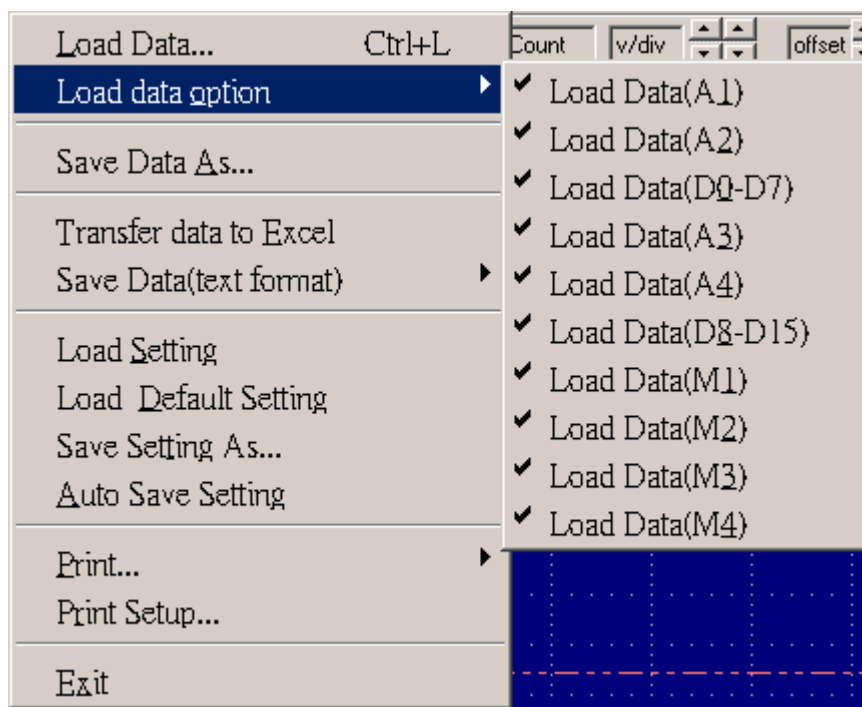 Load Data... Ctrl+L
Load data option
Save Data As...
Transfer data to Excel
Save Data(text format)
Load Setting
Load Default Setting
Save Setting As...
Auto Save Setting
Print...
Print Setup...
Exit
Count v/div offset
Load Data(A1)
Load Data(A2)
Load Data(D0-D7)
Load Data(A3)
Load Data(A4)
Load Data(D8-D15)
Load Data(M1)
Load Data(M2)
Load Data(M3)
Load Data(M4)